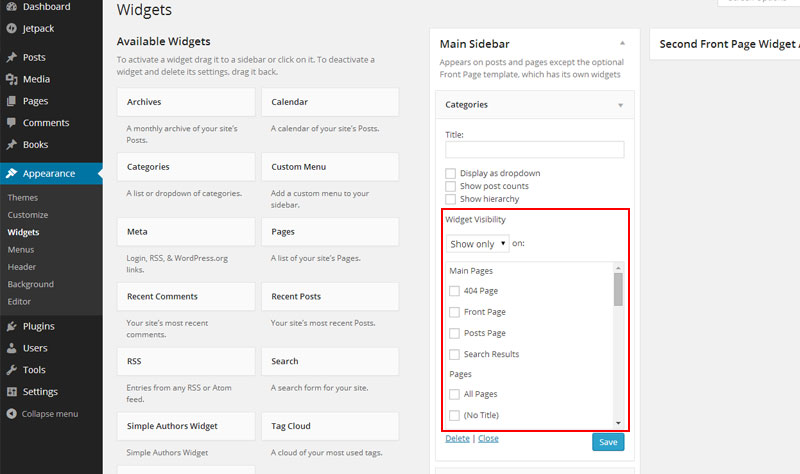 Dashboard
Jetpack
Posts
Media
Pages
Comments
Books
Appearance
Themes
Customize
Widgets
Menus
Header
Background
Editor
Plugins
Users
Tools
Settings
Collapse menu
Widgets
Available Widgets
To activate a widget drag it to a sidebar or click on it. To deactivate a
widget and delete its settings, drag it back.
Archives
A monthly archive of your site's
Posts.
Calendar
A calendar of your site's Posts.
Categories
A list or dropdown of categories.
Custom Menu
Add a custom menu to your
sidebar.
Meta
Login, RSS, & WordPress.org
links.
Pages
A list of your site's Pages.
Recent Comments
Your site's most recent
comments.
Recent Posts
Your site's most recent Posts.
RSS
Entries from any RSS or Atom
feed.
Search
A search form for your site.
Simple Authors Widget
Simple Authors Widget
Tag Cloud
A cloud of your most used tags.
Main Sidebar
Appears on posts and pages except the optional
Front Page template, which has its own widgets
Categories
Title:
Display as dropdown
Show post counts
Show hierarchy
Widget Visibility
Show only on:
Main Pages
404 Page
Front Page
Posts Page
Search Results
Pages
All Pages
(No Title)
Delete | Close
Save
Second Front Page Widget A